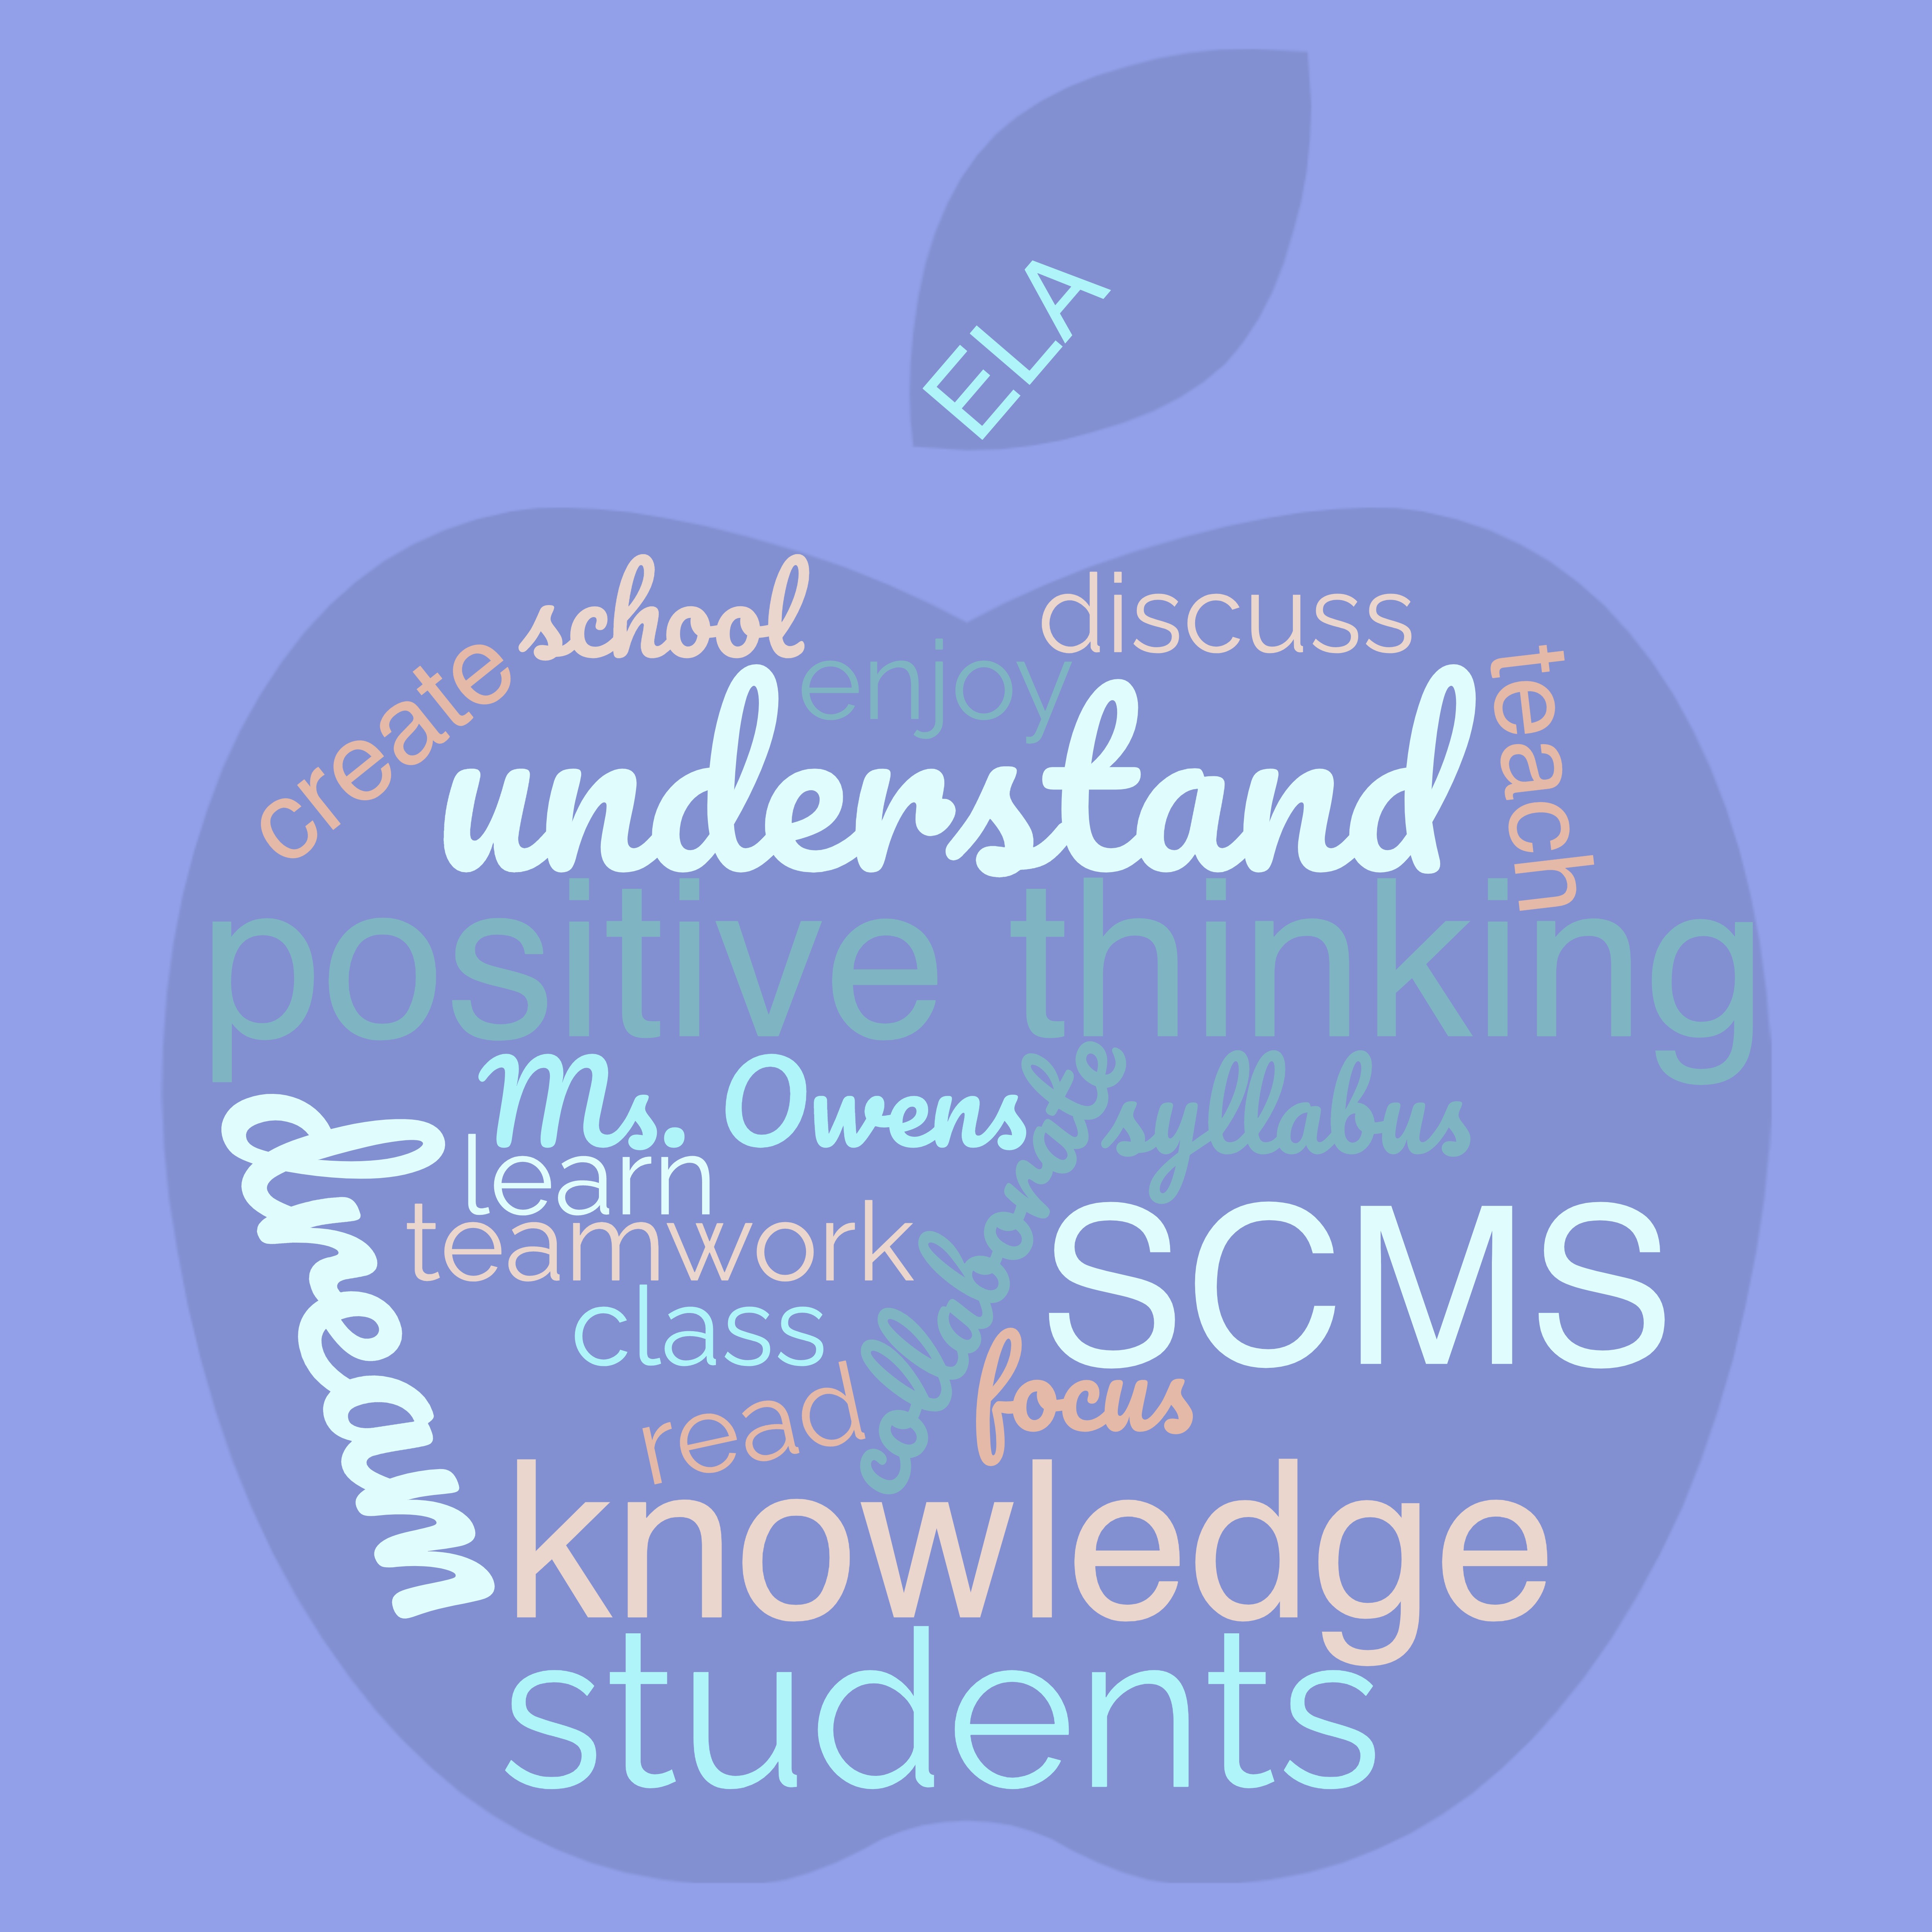 ELA
school
discuss
enjoy
create
teach
understand
positive thinking
Ms. Owens
collaborate
syllabus
Dunecan
learn
teamwork
SCMS
class
focus
read
knowledge
students